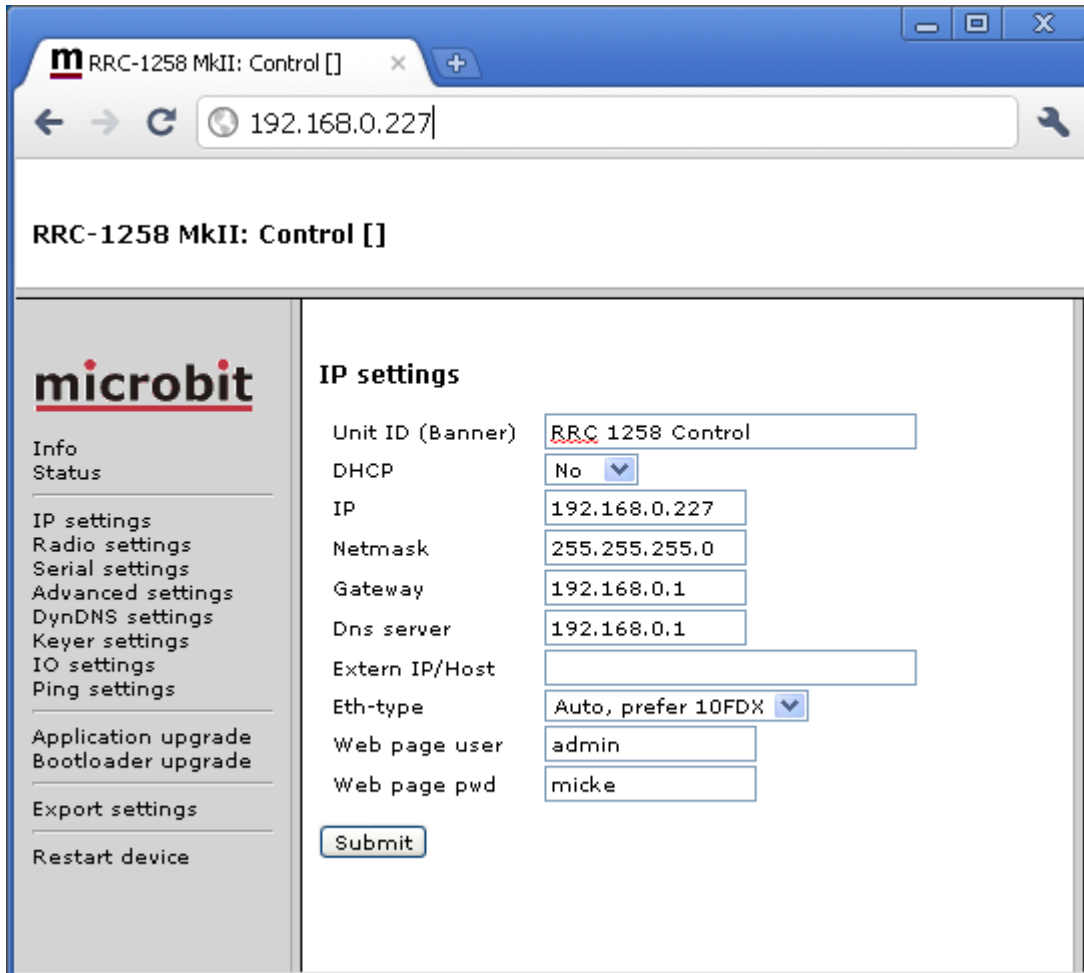 m RRC-1258 MkII: Control []
192.168.0.227
RRC-1258 MkII: Control []
microbit
Info
Status
IP settings
Radio settings
Serial settings
Advanced settings
DynDNS settings
Keyer settings
IO settings
Ping settings
Application upgrade
Bootloader upgrade
Export settings
Restart device
IP settings
Unit ID (Banner) RRC 1258 Control
DHCP No
IP 192.168.0.227
Netmask 255.255.255.0
Gateway 192.168.0.1
Dns server 192.168.0.1
Extern IP/Host
Eth-type Auto, prefer 10FDX
Web page user admin
Web page pwd micke
Submit